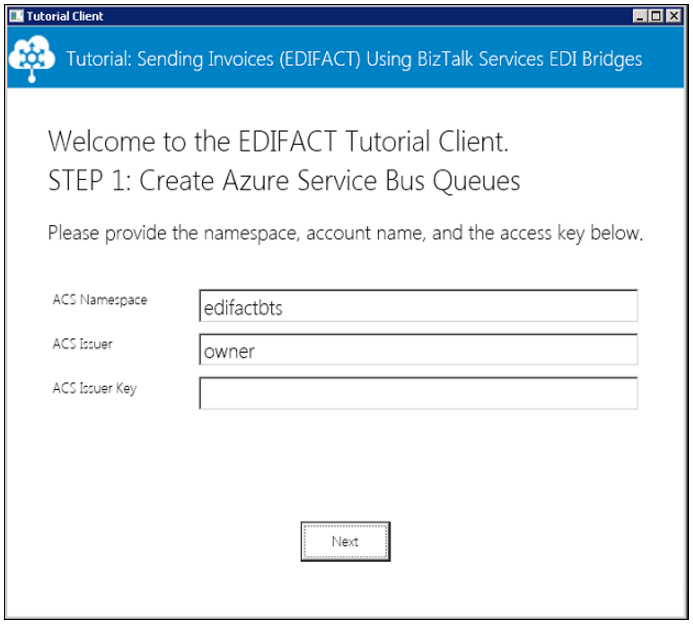 Tutorial Client
Tutorial: Sending Invoices (EDIFACT) Using BizTalk Services EDI Bridges
Welcome to the EDIFACT Tutorial Client.
STEP 1: Create Azure Service Bus Queues
Please provide the namespace, account name, and the access key below.
ACS Namespace edifactbts
ACS Issuer owner
ACS Issuer Key
Next